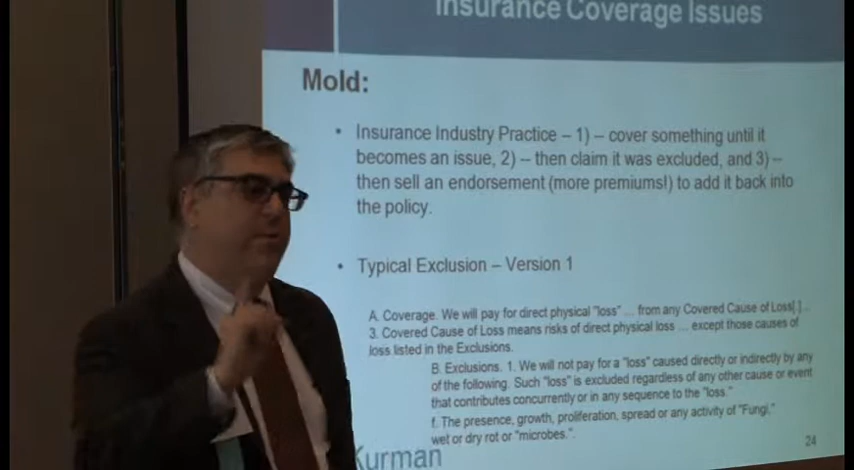 Insurance Coverage Issues
Mold:
• Insurance Industry Practice – 1) – cover something until it
becomes an issue, 2) – then claim it was excluded, and 3) –
then sell an endorsement (more premiums!) to add it back into
the policy.
• Typical Exclusion – Version 1
A. Coverage. We will pay for direct physical "loss" ... from any Covered Cause of Loss[.] ..
3. Covered Cause of Loss means risks of direct physical loss ... except those causes of
loss listed in the Exclusions.
B. Exclusions. 1. We will not pay for a "loss" caused directly or indirectly by any
of the following. Such "loss" is excluded regardless of any other cause or event
that contributes concurrently or in any sequence to the "loss."
f. The presence, growth, proliferation, spread or any activity of "Fungi,"
wet or dry rot or "microbes."
Kurman
24